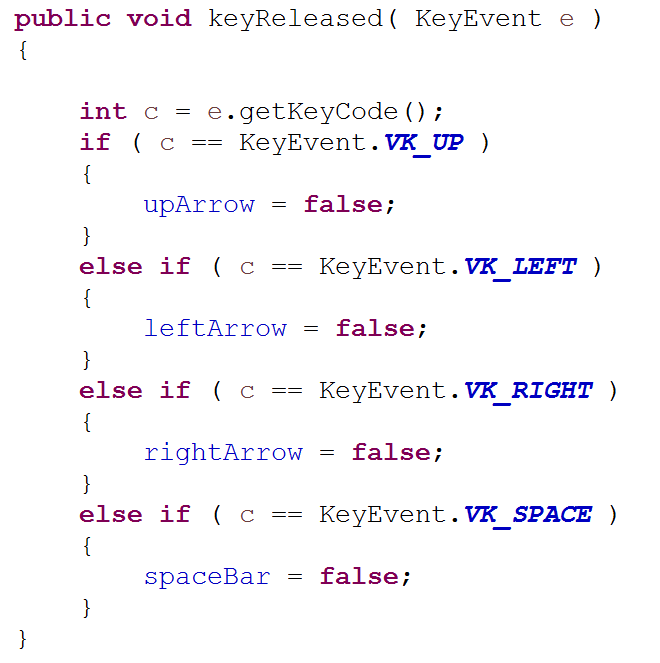 public void keyReleased( KeyEvent e )
{
    int c = e.getKeyCode();
    if ( c == KeyEvent.VK_UP )
    {
        upArrow = false;
    }
    else if ( c == KeyEvent.VK_LEFT )
    {
        leftArrow = false;
    }
    else if ( c == KeyEvent.VK_RIGHT )
    {
        rightArrow = false;
    }
    else if ( c == KeyEvent.VK_SPACE )
    {
        spaceBar = false;
    }
}